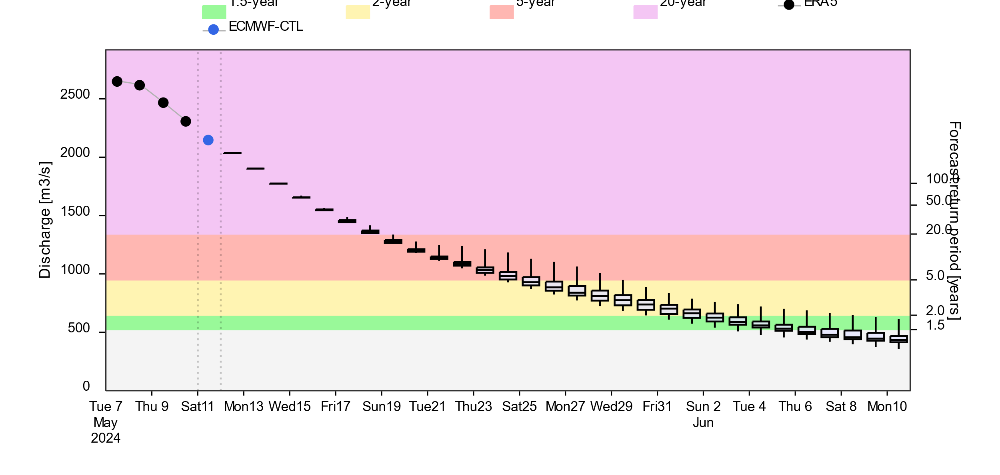 1.5-year 2-year 5-year 20-year ERA5
ECMWF-CTL
Discharge [m3/s]
2500
2000
1500
1000
500
0
Tue 7 Thu 9 Sat11 Mon13 Wed15 Fri17 Sun19 Tue21 Thu23 Sat25 Mon27 Wed29 Fri31 Sun 2 Tue 4 Thu 6 Sat 8 Mon10
May Jun
2024
100.0
50.0
20.0
5.0
2.0
1.5
Forecast return period [years]